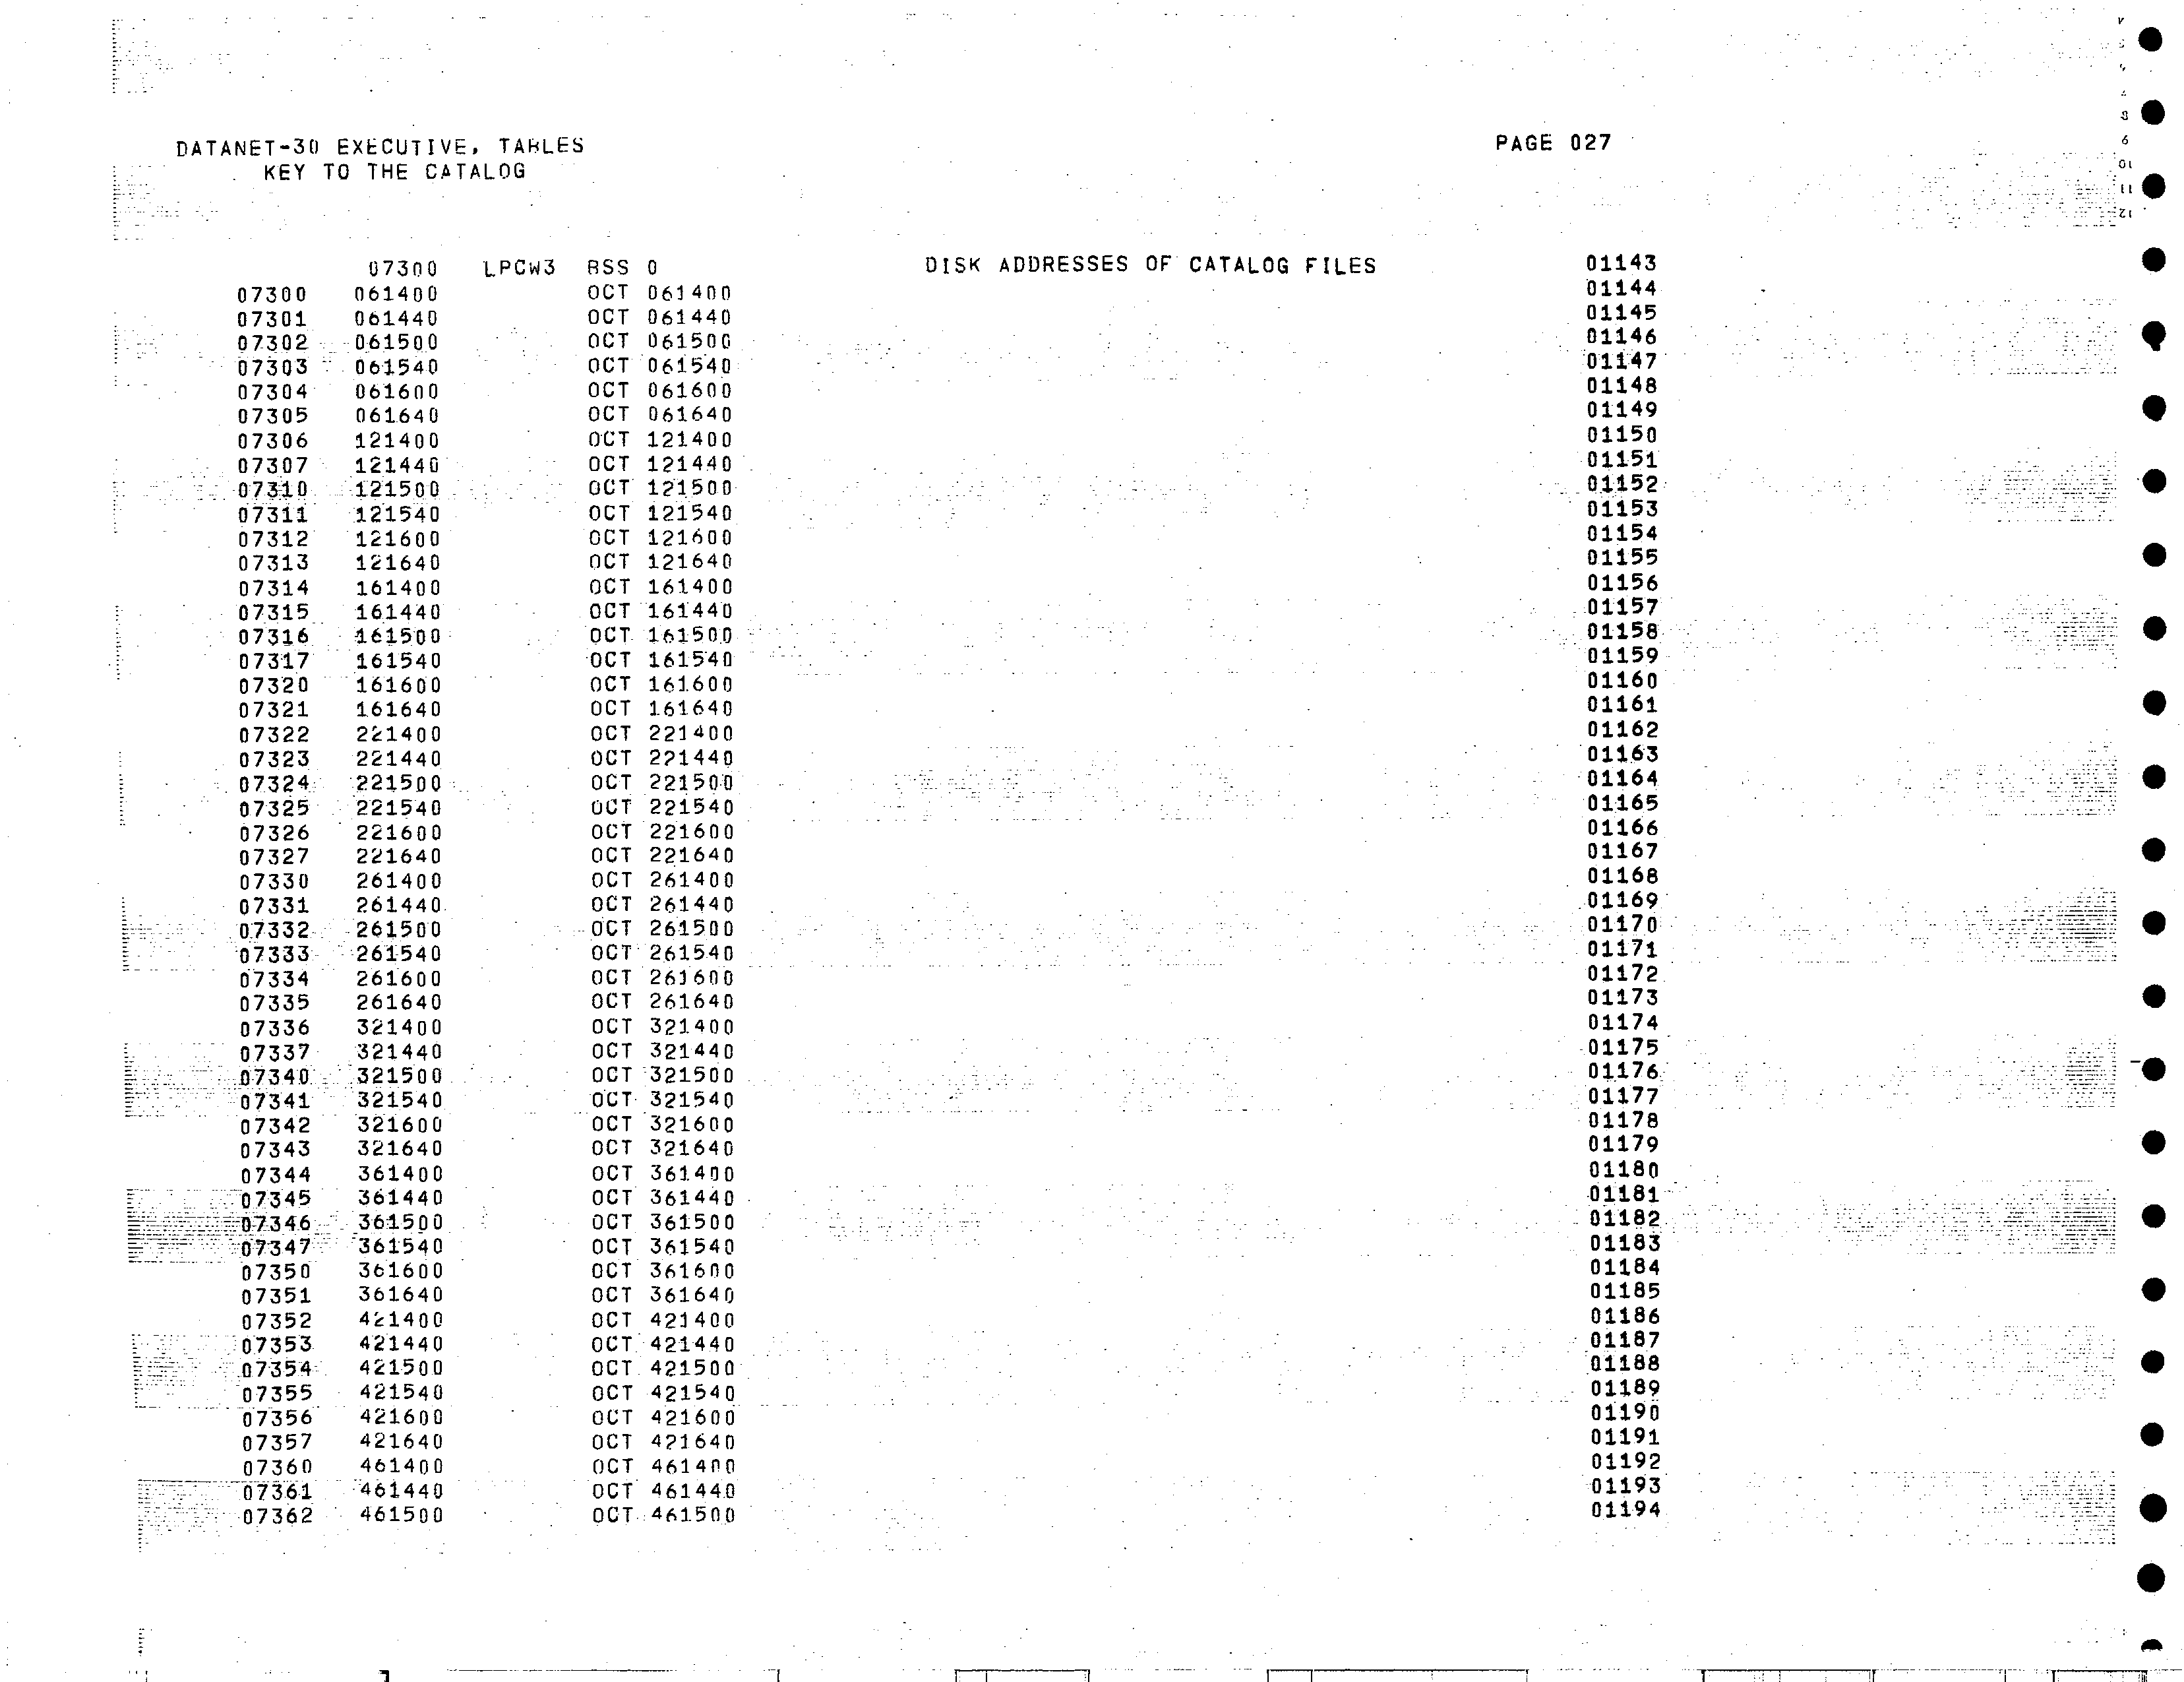 DATANET-30 EXECUTIVE, TABLES PAGE 027
KEY TO THE CATALOG
07300 LPCW3 BSS 0 DISK ADDRESSES OF CATALOG FILES 01143
07300 061400 OCT 061400 01144
07301 061440 OCT 061440 01145
07302 061500 OCT 061500 01146
07303 061540 OCT 061540 01147
07304 061600 OCT 061600 01148
07305 061640 OCT 061640 01149
07306 121400 OCT 121400 01150
07307 121440 OCT 121440 01151
07310 121500 OCT 121500 01152
07311 121540 OCT 121540 01153
07312 121600 OCT 121600 01154
07313 121640 OCT 121640 01155
07314 161400 OCT 161400 01156
07315 161440 OCT 161440 01157
07316 161500 OCT 161500 01158
07317 161540 OCT 161540 01159
07320 161600 OCT 161600 01160
07321 161640 OCT 161640 01161
07322 221400 OCT 221400 01162
07323 221440 OCT 221440 01163
07324 221500 OCT 221500 01164
07325 221540 OCT 221540 01165
07326 221600 OCT 221600 01166
07327 221640 OCT 221640 01167
07330 261400 OCT 261400 01168
07331 261440 OCT 261440 01169
07332 261500 OCT 261500 01170
07333 261540 OCT 261540 01171
07334 261600 OCT 261600 01172
07335 261640 OCT 261640 01173
07336 321400 OCT 321400 01174
07337 321440 OCT 321440 01175
07340 321500 OCT 321500 01176
07341 321540 OCT 321540 01177
07342 321600 OCT 321600 01178
07343 321640 OCT 321640 01179
07344 361400 OCT 361400 01180
07345 361440 OCT 361440 01181
07346 361500 OCT 361500 01182
07347 361540 OCT 361540 01183
07350 361600 OCT 361600 01184
07351 361640 OCT 361640 01185
07352 421400 OCT 421400 01186
07353 421440 OCT 421440 01187
07354 421500 OCT 421500 01188
07355 421540 OCT 421540 01189
07356 421600 OCT 421600 01190
07357 421640 OCT 421640 01191
07360 461400 OCT 461400 01192
07361 461440 OCT 461440 01193
07362 461500 OCT 461500 01194